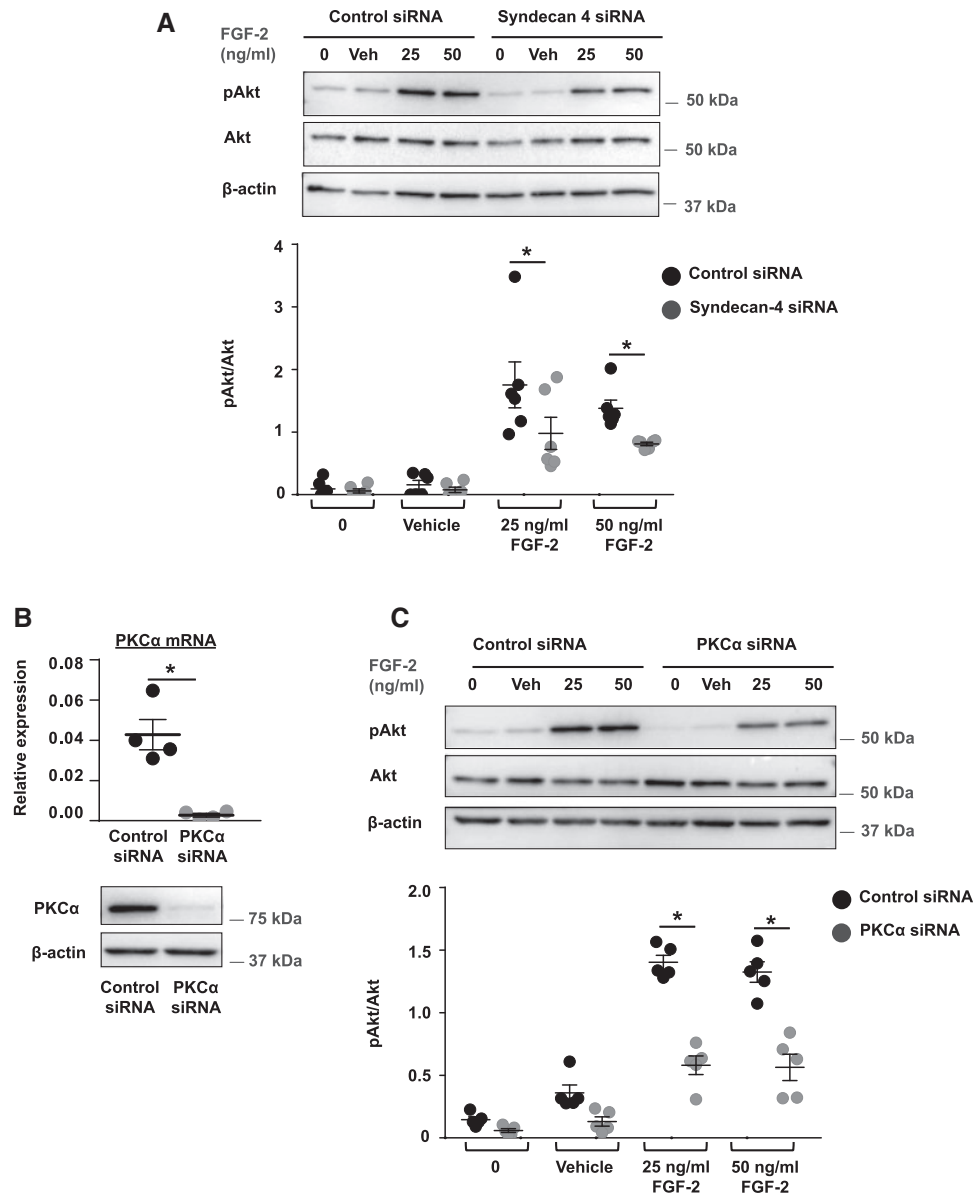 A
Control siRNA Syndecan 4 siRNA
FGF-2
(ng/ml)
0 Veh 25 50 0 Veh 25 50
pAkt
50 kDa
Akt
50 kDa
β-actin
37 kDa
4
3
2
1
0
pAkt/Akt
*
*
Control siRNA
Syndecan-4 siRNA
0 Vehicle 25 ng/ml 50 ng/ml
FGF-2 FGF-2
B
PKCα mRNA
Relative expression
0.08
0.06
0.04
0.02
0.00
*
Control PKCα
siRNA siRNA
PKCα
75 kDa
β-actin
37 kDa
Control PKCα
siRNA siRNA
C
Control siRNA PKCα siRNA
FGF-2
(ng/ml)
0 Veh 25 50 0 Veh 25 50
pAkt
50 kDa
Akt
50 kDa
β-actin
37 kDa
2.0
1.5
1.0
0.5
0
pAkt/Akt
*
*
Control siRNA
PKCα siRNA
0 Vehicle 25 ng/ml 50 ng/ml
FGF-2 FGF-2